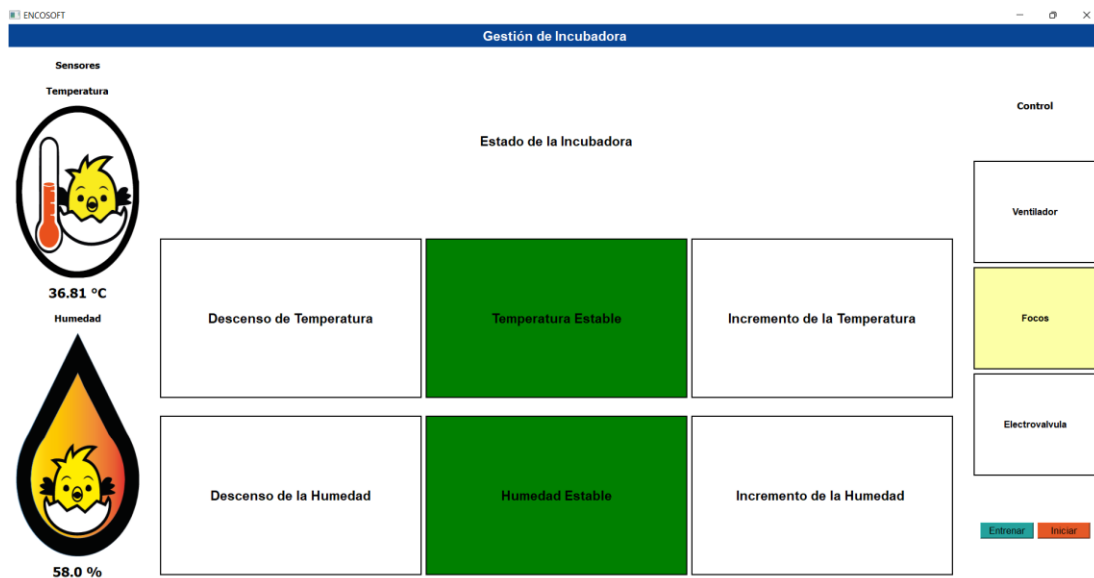 ENCOSOFT
Gestión de Incubadora
Sensores
Temperatura
36.81 °C
Humedad
58.0 %
Estado de la Incubadora
Descenso de Temperatura
Temperatura Estable
Incremento de la Temperatura
Descenso de la Humedad
Humedad Estable
Incremento de la Humedad
Control
Ventilador
Focos
Electrovalvula
Entrenar
Iniciar